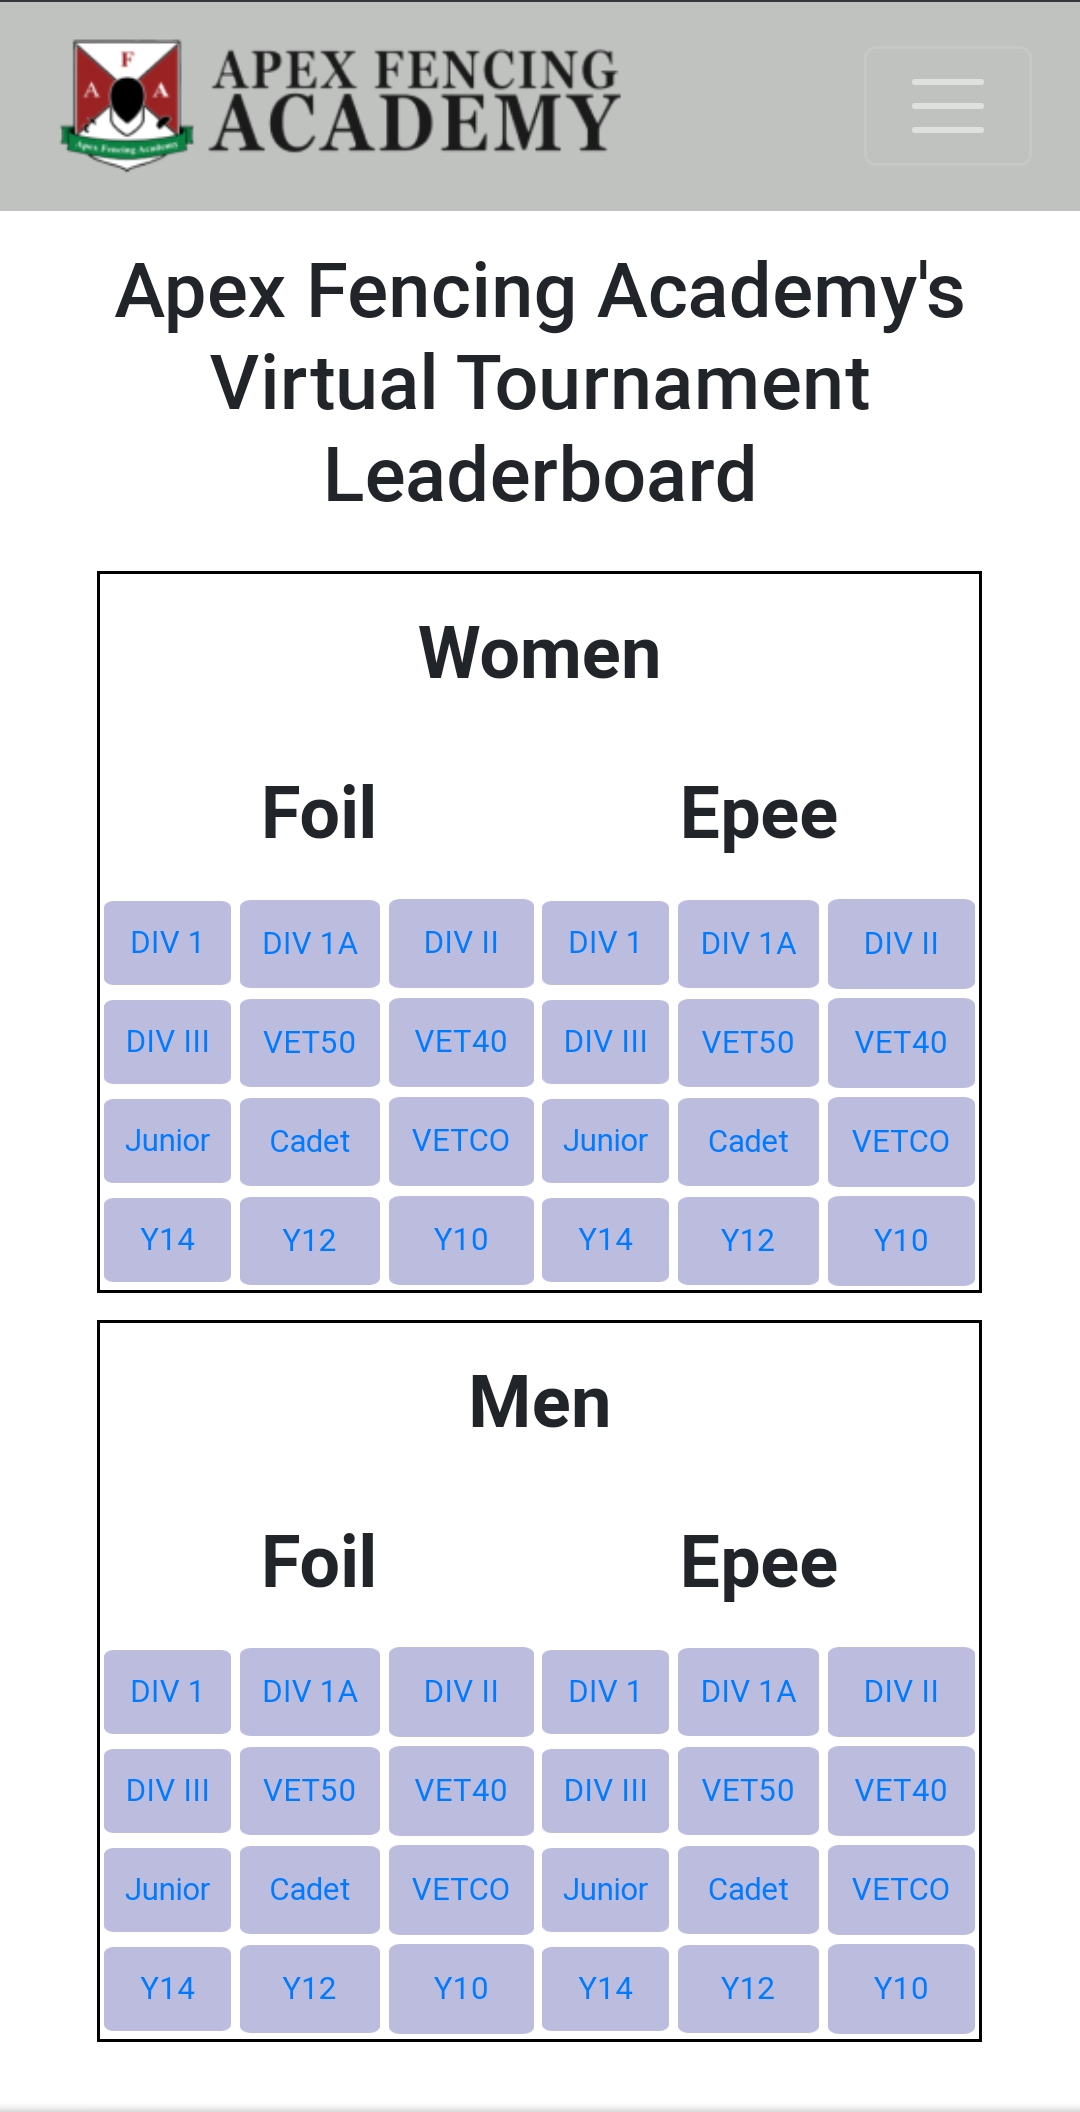 F
A A
Apex Fencing Academy
APEX FENCING
ACADEMY
Apex Fencing Academy's
Virtual Tournament
Leaderboard
Women
Foil Epee
DIV 1 DIV 1A DIV II DIV 1 DIV 1A DIV II
DIV III VET50 VET40 DIV III VET50 VET40
Junior Cadet VETCO Junior Cadet VETCO
Y14 Y12 Y10 Y14 Y12 Y10
Men
Foil Epee
DIV 1 DIV 1A DIV II DIV 1 DIV 1A DIV II
DIV III VET50 VET40 DIV III VET50 VET40
Junior Cadet VETCO Junior Cadet VETCO
Y14 Y12 Y10 Y14 Y12 Y10